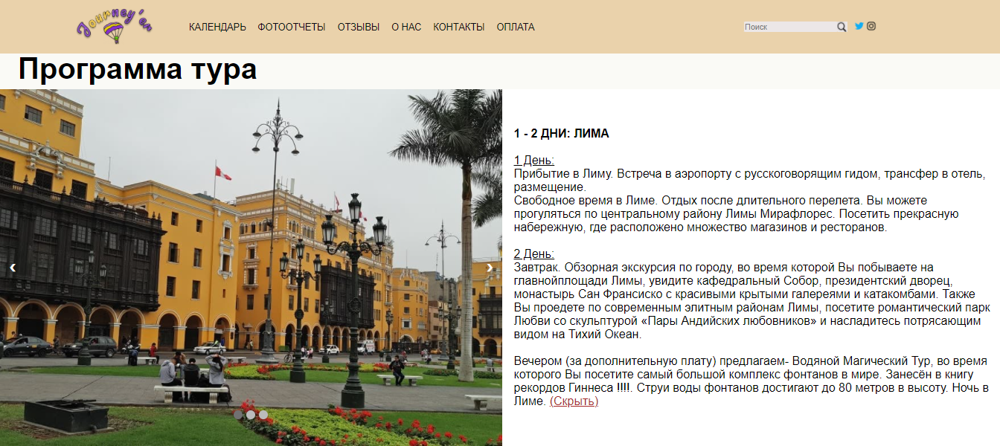 Journey'em
КАЛЕНДАРЬ ФОТООТЧЕТЫ ОТЗЫВЫ О НАС КОНТАКТЫ ОПЛАТА
Поиск
Программа тура
1 - 2 ДНИ: ЛИМА
1 День:
Прибытие в Лиму. Встреча в аэропорту с русскоговорящим гидом, трансфер в отель,
размещение.
Свободное время в Лиме. Отдых после длительного перелета. Вы можете
прогуляться по центральному району Лимы Мирафлорес. Посетить прекрасную
набережную, где расположено множество магазинов и ресторанов.
2 День:
Завтрак. Обзорная экскурсия по городу, во время которой Вы побываете на
главнойплощади Лимы, увидите кафедральный Собор, президентский дворец,
монастырь Сан Франсиско с красивыми крытыми галереями и катакомбами. Также
Вы проедете по современным элитным районам Лимы, посетите романтический парк
Любви со скульптурой «Пары Андийских любовников» и насладитесь потрясающим
видом на Тихий Океан.
Вечером (за дополнительную плату) предлагаем- Водяной Магический Тур, во время
которого Вы посетите самый большой комплекс фонтанов в мире. Занесён в книгу
рекордов Гиннеса !!!!. Струи воды фонтанов достигают до 80 метров в высоту. Ночь в
Лиме. (Скрыть)